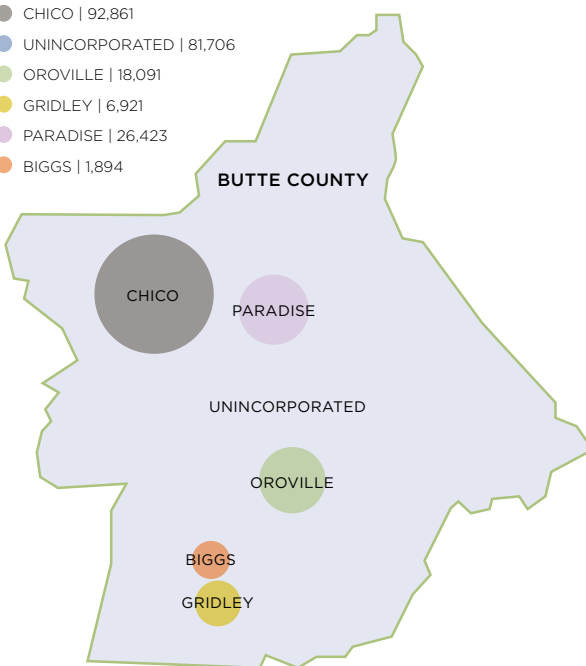 CHICO | 92,861
UNINCORPORATED | 81,706
OROVILLE | 18,091
GRIDLEY | 6,921
PARADISE | 26,423
BIGGS | 1,894
BUTTE COUNTY
CHICO
PARADISE
UNINCORPORATED
OROVILLE
BIGGS
GRIDLEY